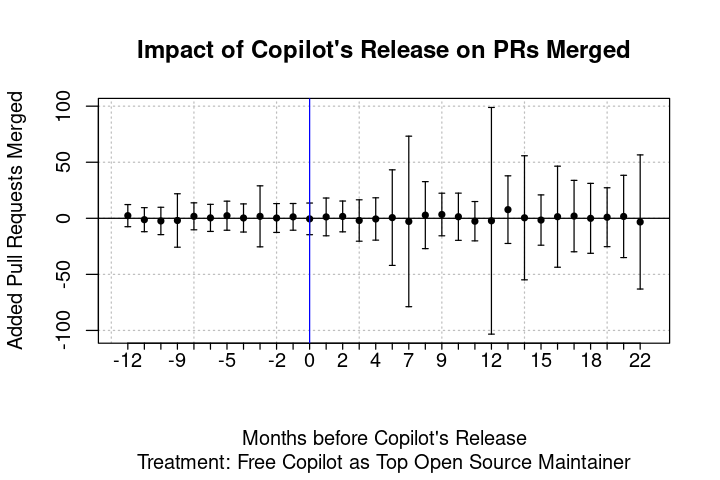 Impact of Copilot's Release on PRs Merged
Added Pull Requests Merged
100
50
0
-50
-100
-12 -9 -5 -2 0 2 4 7 9 12 15 18 22
Months before Copilot's Release
Treatment: Free Copilot as Top Open Source Maintainer